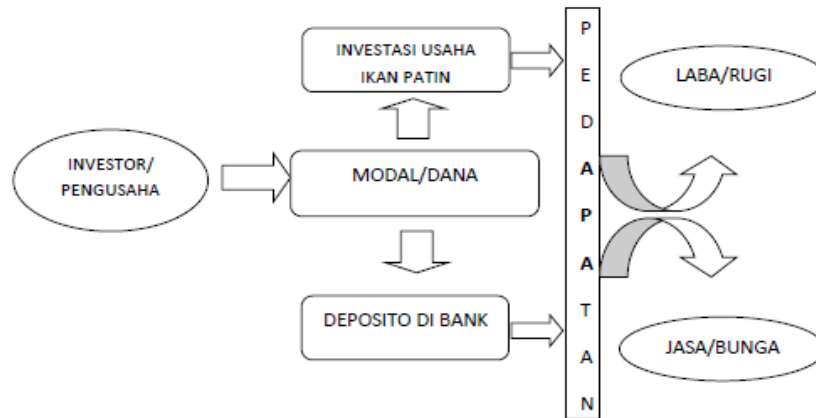 INVESTOR/
PENGUSAHA
INVESTASI USAHA
IKAN PATIN
MODAL/DANA
DEPOSITO DI BANK
P
E
D
A
P
A
T
A
N
LABA/RUGI
JASA/BUNGA